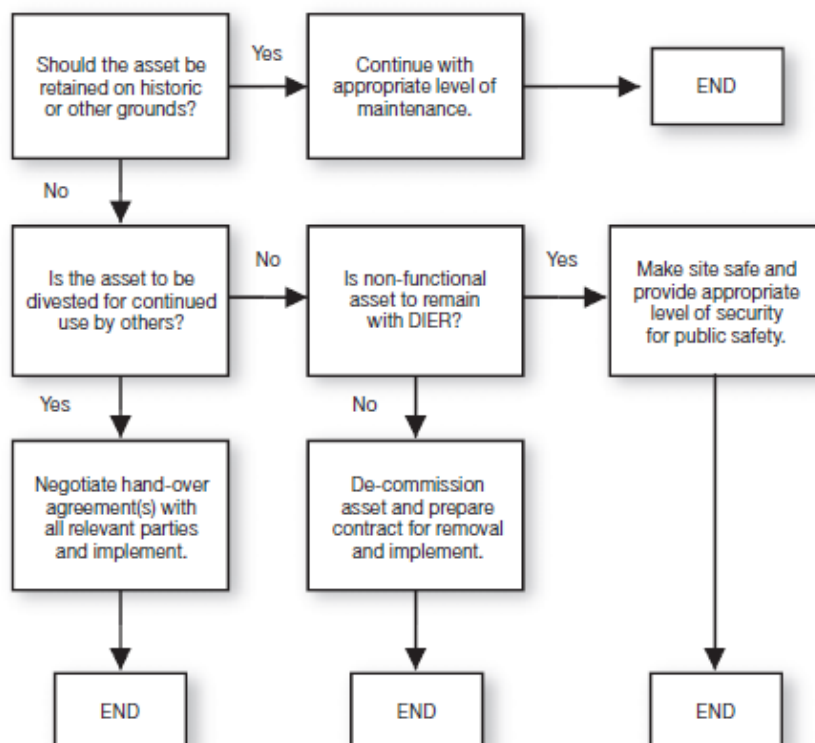 Should the asset be
retained on historic
or other grounds?
Yes
Continue with
appropriate level of
maintenance.
END
No
Is the asset to be
divested for continued
use by others?
No
Is non-functional
asset to remain
with DIER?
Yes
Make site safe and
provide appropriate
level of security
for public safety.
Yes
No
Negotiate hand-over
agreement(s) with
all relevant parties
and implement.
De-commission
asset and prepare
contract for removal
and implement.
END
END
END